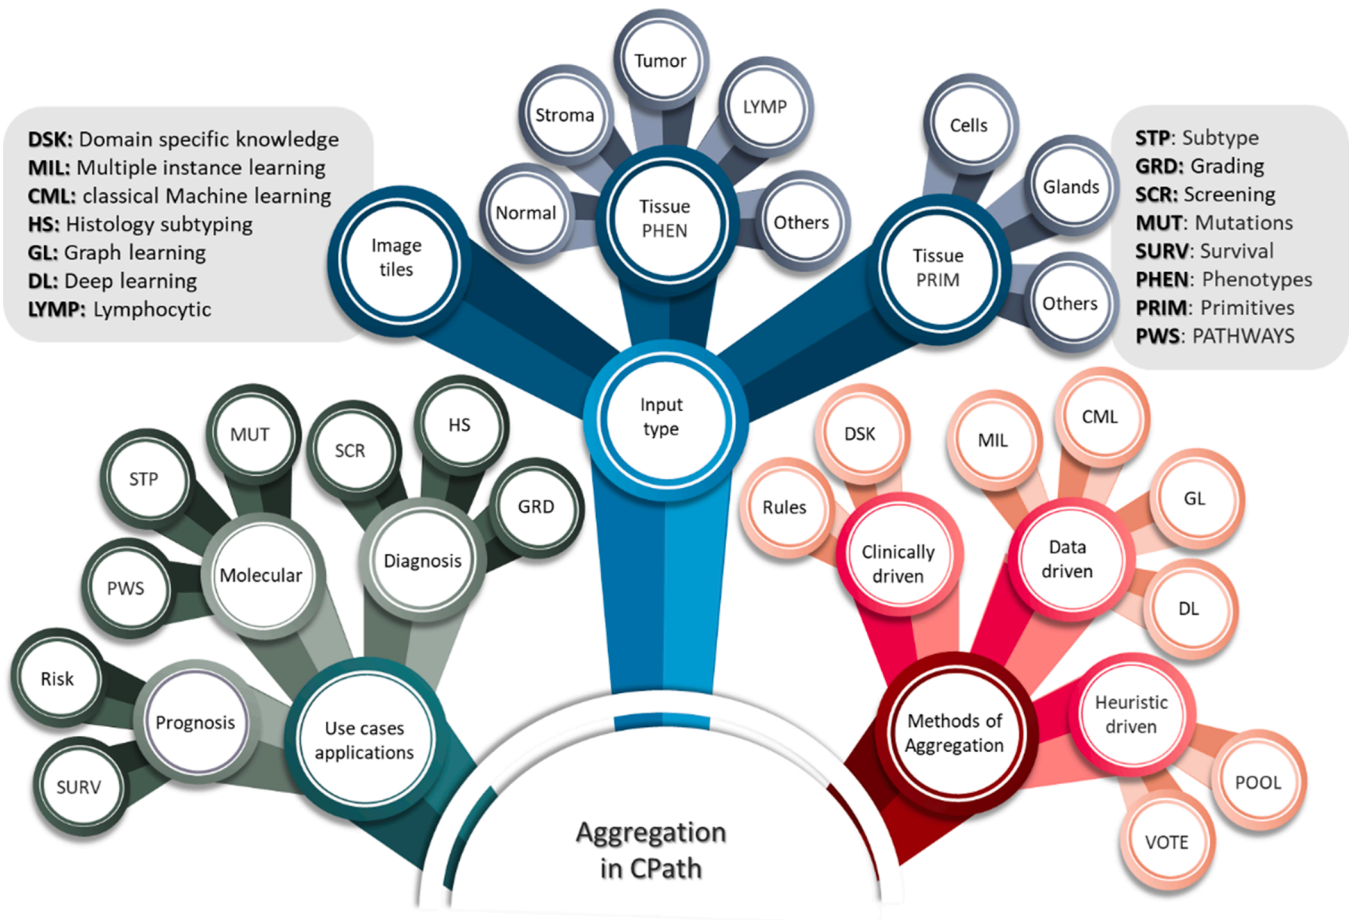 DSK: Domain specific knowledge
MIL: Multiple instance learning
CML: classical Machine learning
HS: Histology subtyping
GL: Graph learning
DL: Deep learning
LYMP: Lymphocytic
STP: Subtype
GRD: Grading
SCR: Screening
MUT: Mutations
SURV: Survival
PHEN: Phenotypes
PRIM: Primitives
PWS: PATHWAYS
Input
type
Image
tiles
Tissue
PHEN
Normal
Stroma
Tumor
LYMP
Others
Tissue
PRIM
Cells
Glands
Others
Use cases
applications
Prognosis
SURV
Risk
Molecular
PWS
STP
MUT
Diagnosis
SCR
HS
GRD
Methods of
Aggregation
Clinically
driven
Rules
DSK
Data
driven
MIL
CML
GL
DL
Heuristic
driven
POOL
VOTE
Aggregation
in CPath